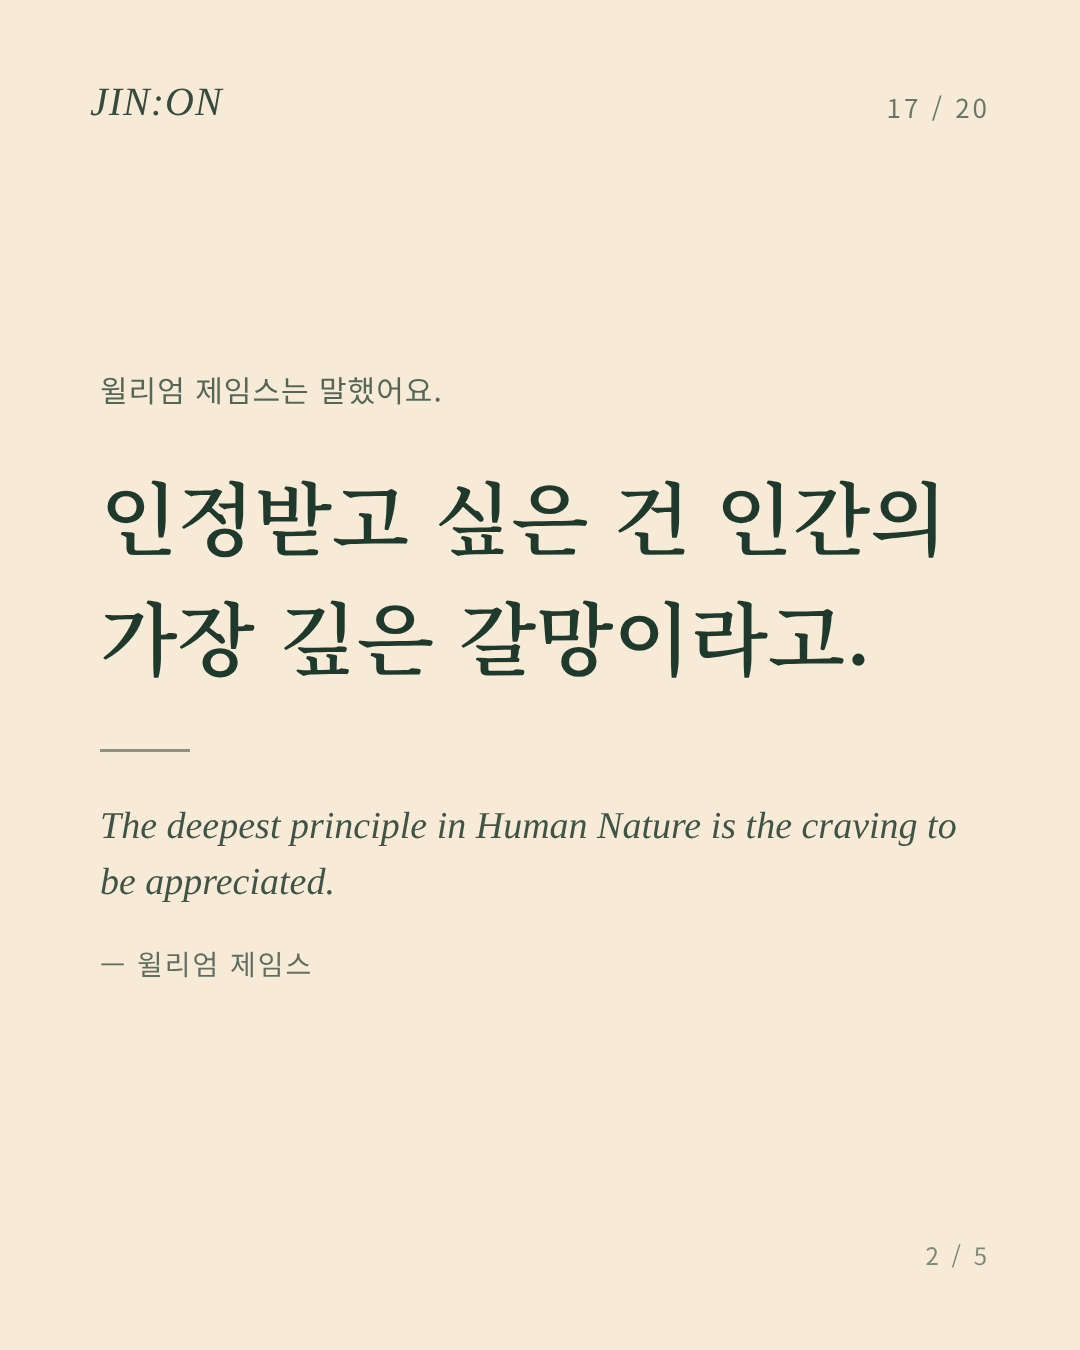 JIN:ON
17 / 20
윌리엄 제임스는 말했어요.
인정받고 싶은 건 인간의
가장 깊은 갈망이라고.
The deepest principle in Human Nature is the craving to
be appreciated.
— 윌리엄 제임스
2 / 5